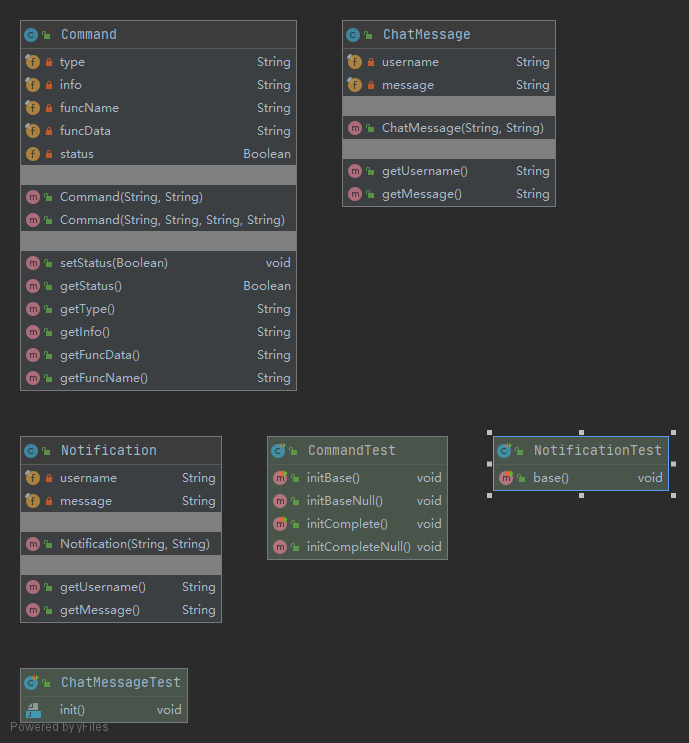 Command
type String
info String
funcName String
funcData String
status Boolean
Command(String, String)
Command(String, String, String, String)
setStatus(Boolean) void
getStatus() Boolean
getType() String
getInfo() String
getFuncData() String
getFuncName() String
ChatMessage
username String
message String
ChatMessage(String, String)
getUsername() String
getMessage() String
Notification
username String
message String
Notification(String, String)
getUsername() String
getMessage() String
CommandTest
initBase() void
initBaseNull() void
initComplete() void
initCompleteNull() void
NotificationTest
base() void
ChatMessageTest
init() void
Powered by yFiles